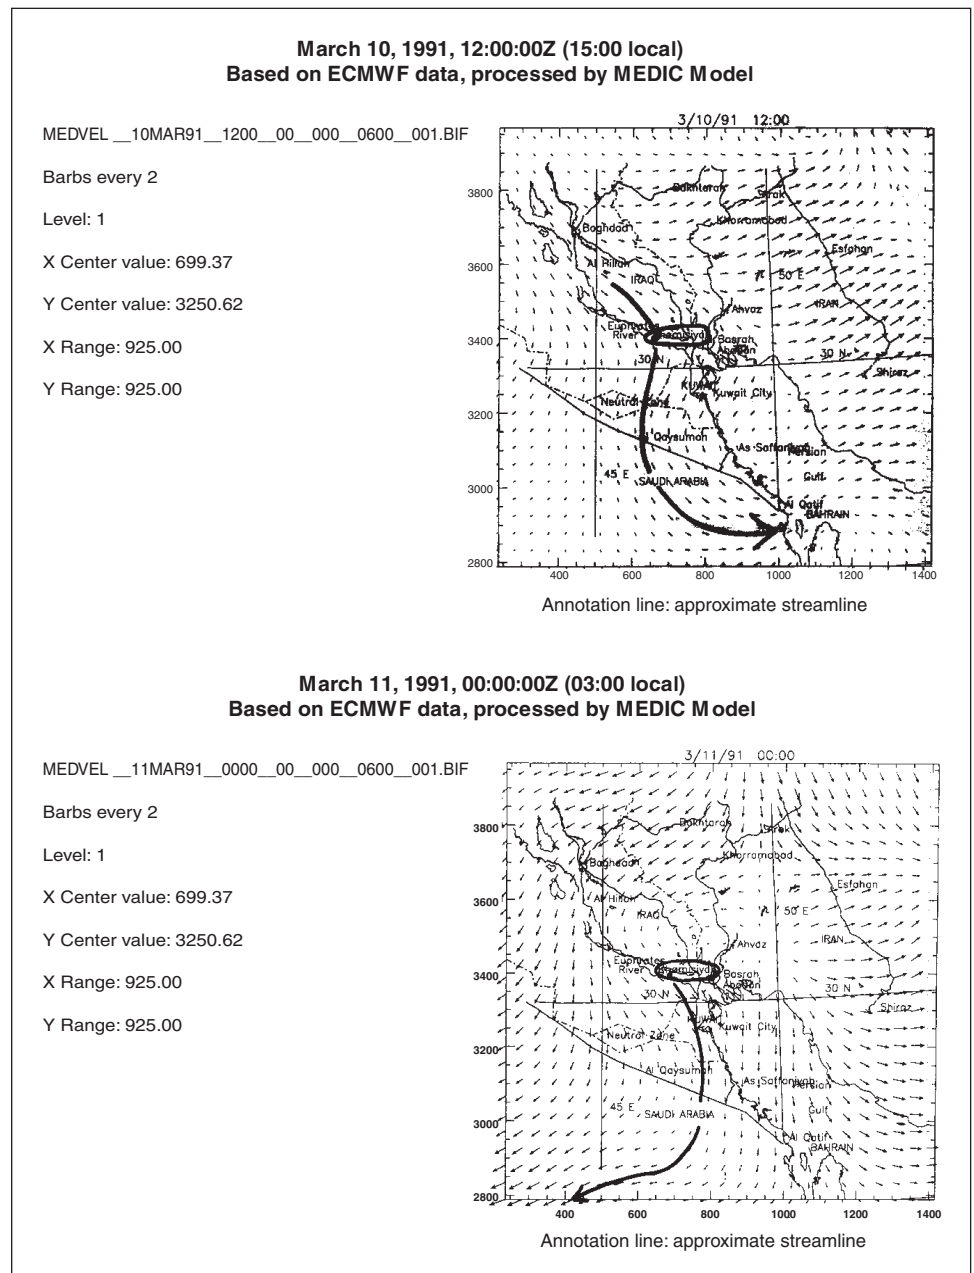 March 10, 1991, 12:00:00Z (15:00 local)
Based on ECMWF data, processed by MEDIC Model
MEDVEL __10MAR91__1200__00__000__0600__001.BIF
Barbs every 2
Level: 1
X Center value: 699.37
Y Center value: 3250.62
X Range: 925.00
Y Range: 925.00
3/10/91 12:00
3800
3600
3400
3200
3000
2800
Bakhtaran
Arak
Khorramabad
Baghdad
Esfahan
Al Hillah
50 E
IRAQ
IRAN
Ahvaz
Euphrates
River
Khamisiyah
Basrah
Abadan
30 N
30 N
Shiraz
KUWAIT
Kuwait City
Neutral Zone
Qaysumah
As Saffaniyah
Persian
Gulf
45 E
SAUDI ARABIA
Al Qatif
BAHRAIN
400 600 800 1000 1200 1400
Annotation line: approximate streamline
March 11, 1991, 00:00:00Z (03:00 local)
Based on ECMWF data, processed by MEDIC Model
MEDVEL __11MAR91__0000__00__000__0600__001.BIF
Barbs every 2
Level: 1
X Center value: 699.37
Y Center value: 3250.62
X Range: 925.00
Y Range: 925.00
3/11/91 00:00
3800
3600
3400
3200
3000
2800
Bakhtaran
Arak
Khorramabad
Baghdad
Esfahan
Al Hillah
50 E
IRAQ
IRAN
Ahvaz
Euphrates
River
Khamisiyah
Basrah
Abadan
30 N
30 N
Shiraz
KUWAIT
Kuwait City
Neutral Zone
Al Qaysumah
As Saffaniyah
Persian
Gulf
45 E
SAUDI ARABIA
Al Qatif
BAHRAIN
400 600 800 1000 1200 1400
Annotation line: approximate streamline